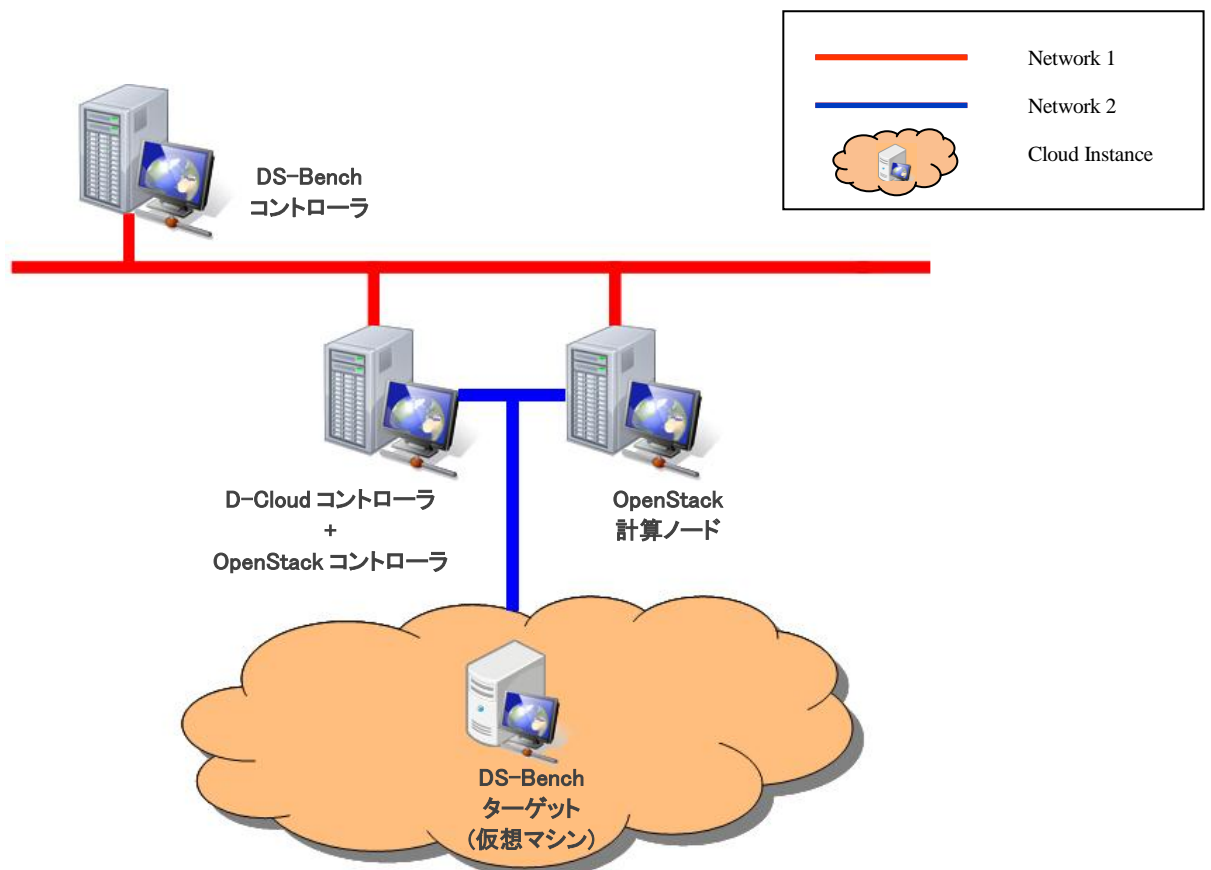 Network 1
Network 2
Cloud Instance
DS-Bench
コントローラ
D-Cloud コントローラ
+
OpenStack コントローラ
OpenStack
計算ノード
DS-Bench
ターゲット
(仮想マシン)